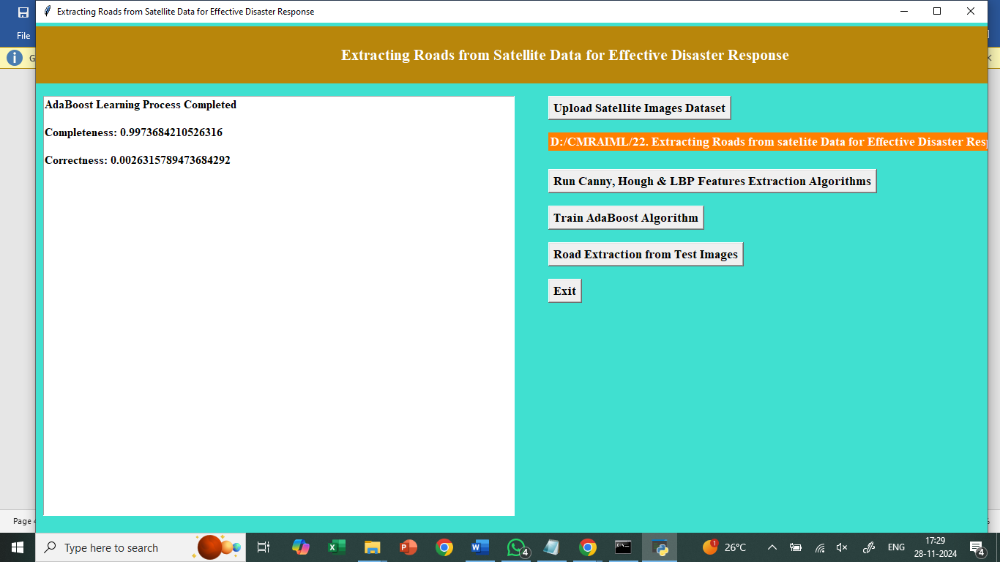 Extracting Roads from Satellite Data for Effective Disaster Response
File
G
Extracting Roads from Satellite Data for Effective Disaster Response
AdaBoost Learning Process Completed
Completeness: 0.9973684210526316
Correctness: 0.0026315789473684292
Upload Satellite Images Dataset
D:/CMRAIML/22. Extracting Roads from satelite Data for Effective Disaster Resp
Run Canny, Hough & LBP Features Extraction Algorithms
Train AdaBoost Algorithm
Road Extraction from Test Images
Exit
Page 4
Type here to search
4
1
26°C
ENG
17:29
28-11-2024
4